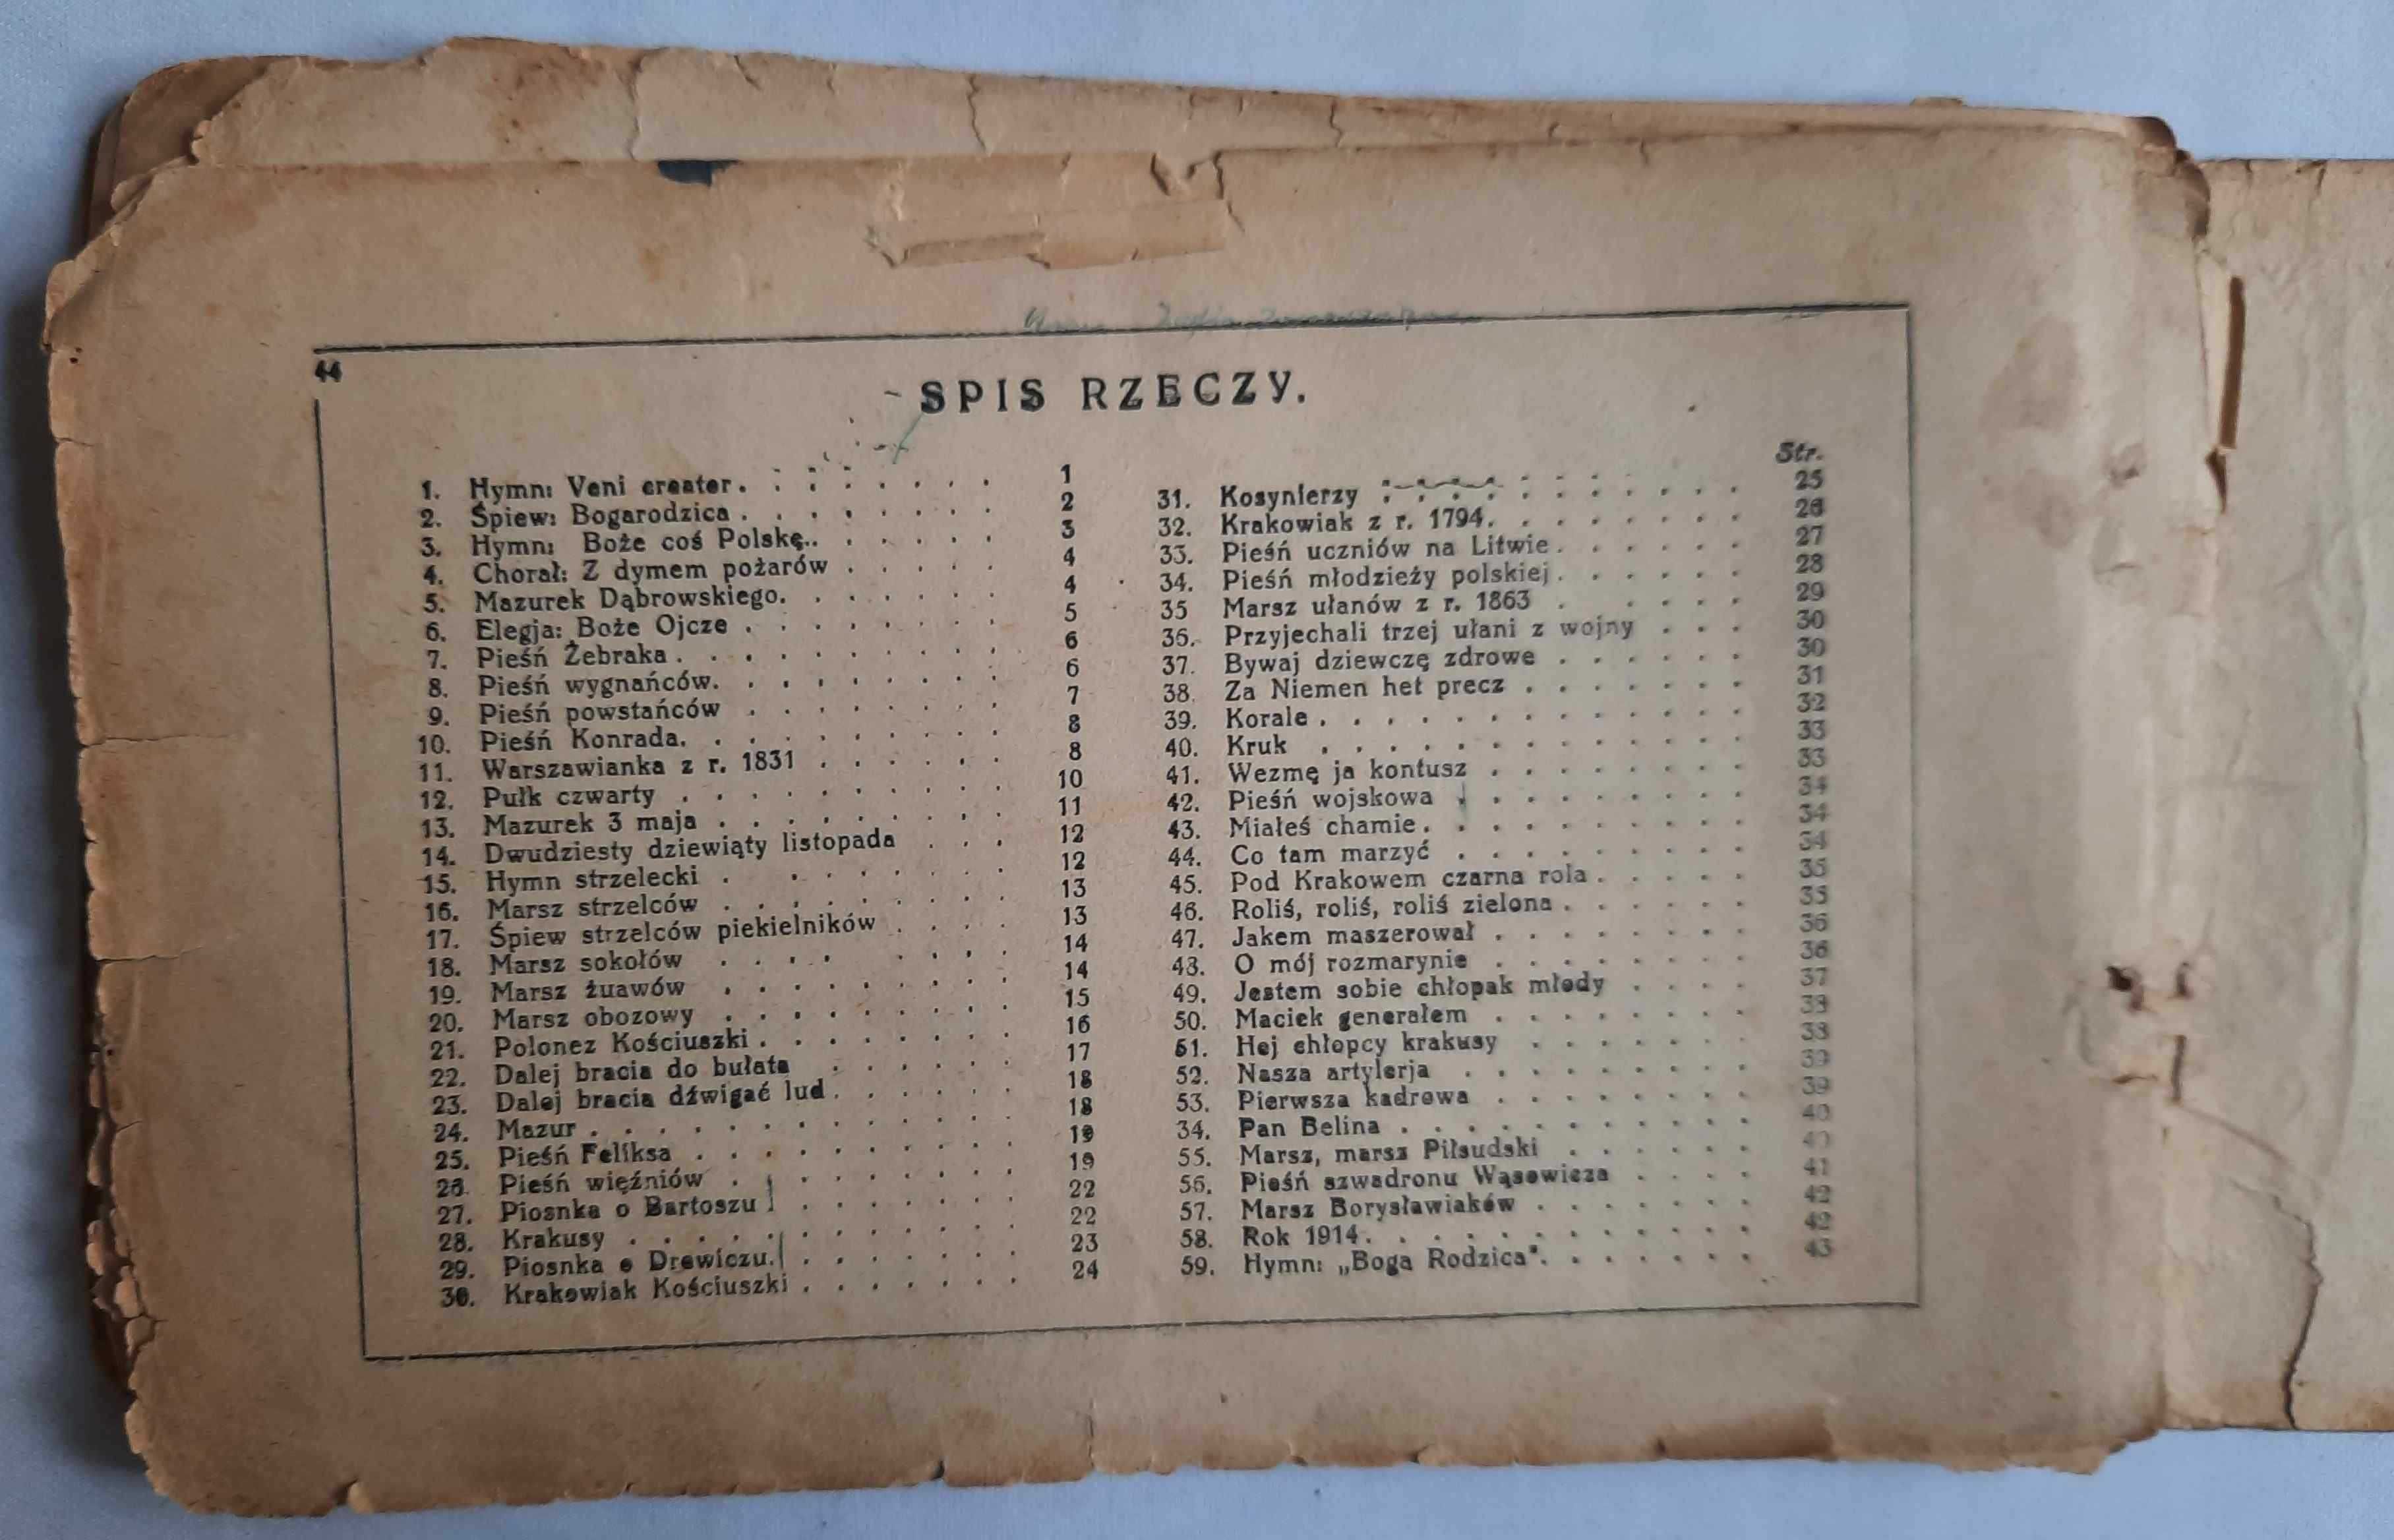 44
SPIS RZECZY.
1. Hymn: Veni creator. 1
2. Śpiew: Bogarodzica 2
3. Hymn: Boże coś Polskę.. 3
4. Chorał: Z dymem pożarów 4
5. Mazurek Dąbrowskiego. 4
6. Elegja: Boże Ojcze 5
7. Pieśń Żebraka 6
8. Pieśń wygnańców. 6
9. Pieśń powstańców 7
10. Pieśń Konrada. 8
11. Warszawianka z r. 1831 8
12. Pułk czwarty 10
13. Mazurek 3 maja 11
14. Dwudziesty dziewiąty listopada 12
15. Hymn strzelecki 12
16. Marsz strzelców 13
17. Śpiew strzelców piekielników 13
18. Marsz sokołów 14
19. Marsz żuawów 14
20. Marsz obozowy 15
21. Polonez Kościuszki 16
22. Dalej bracia do bułata 17
23. Dalej bracia dźwigać lud 18
24. Mazur 18
25. Pieśń Feliksa 19
26. Pieśń więźniów 19
27. Piosnka o Bartoszu 22
28. Krakusy 22
29. Piosnka o Drewiczu. 23
30. Krakowiak Kościuszki 24
Str.
31. Kosynierzy 25
32. Krakowiak z r. 1794. 26
33. Pieśń uczniów na Litwie 27
34. Pieśń młodzieży polskiej 28
35 Marsz ułanów z r. 1863 29
36. Przyjechali trzej ułani z wojny 30
37. Bywaj dziewczę zdrowe 30
38. Za Niemen het precz 31
39. Korale 32
40. Kruk 33
41. Wezmę ja kontusz 33
42. Pieśń wojskowa 34
43. Miałeś chamie. 34
44. Co tam marzyć 34
45. Pod Krakowem czarna rola 35
46. Roliś, roliś, roliś zielona 35
47. Jakem maszerował 36
48. O mój rozmarynie 36
49. Jestem sobie chłopak młody 37
50. Maciek generałem 38
51. Hej chłopcy krakusy 38
52. Nasza artylerja 39
53. Pierwsza kadrowa 39
34. Pan Belina 40
55. Marsz, marsz Piłsudski 40
56. Pieśń szwadronu Wąsowicza 41
57. Marsz Borysławiaków 42
58. Rok 1914. 42
59. Hymn: „Boga Rodzica". 43